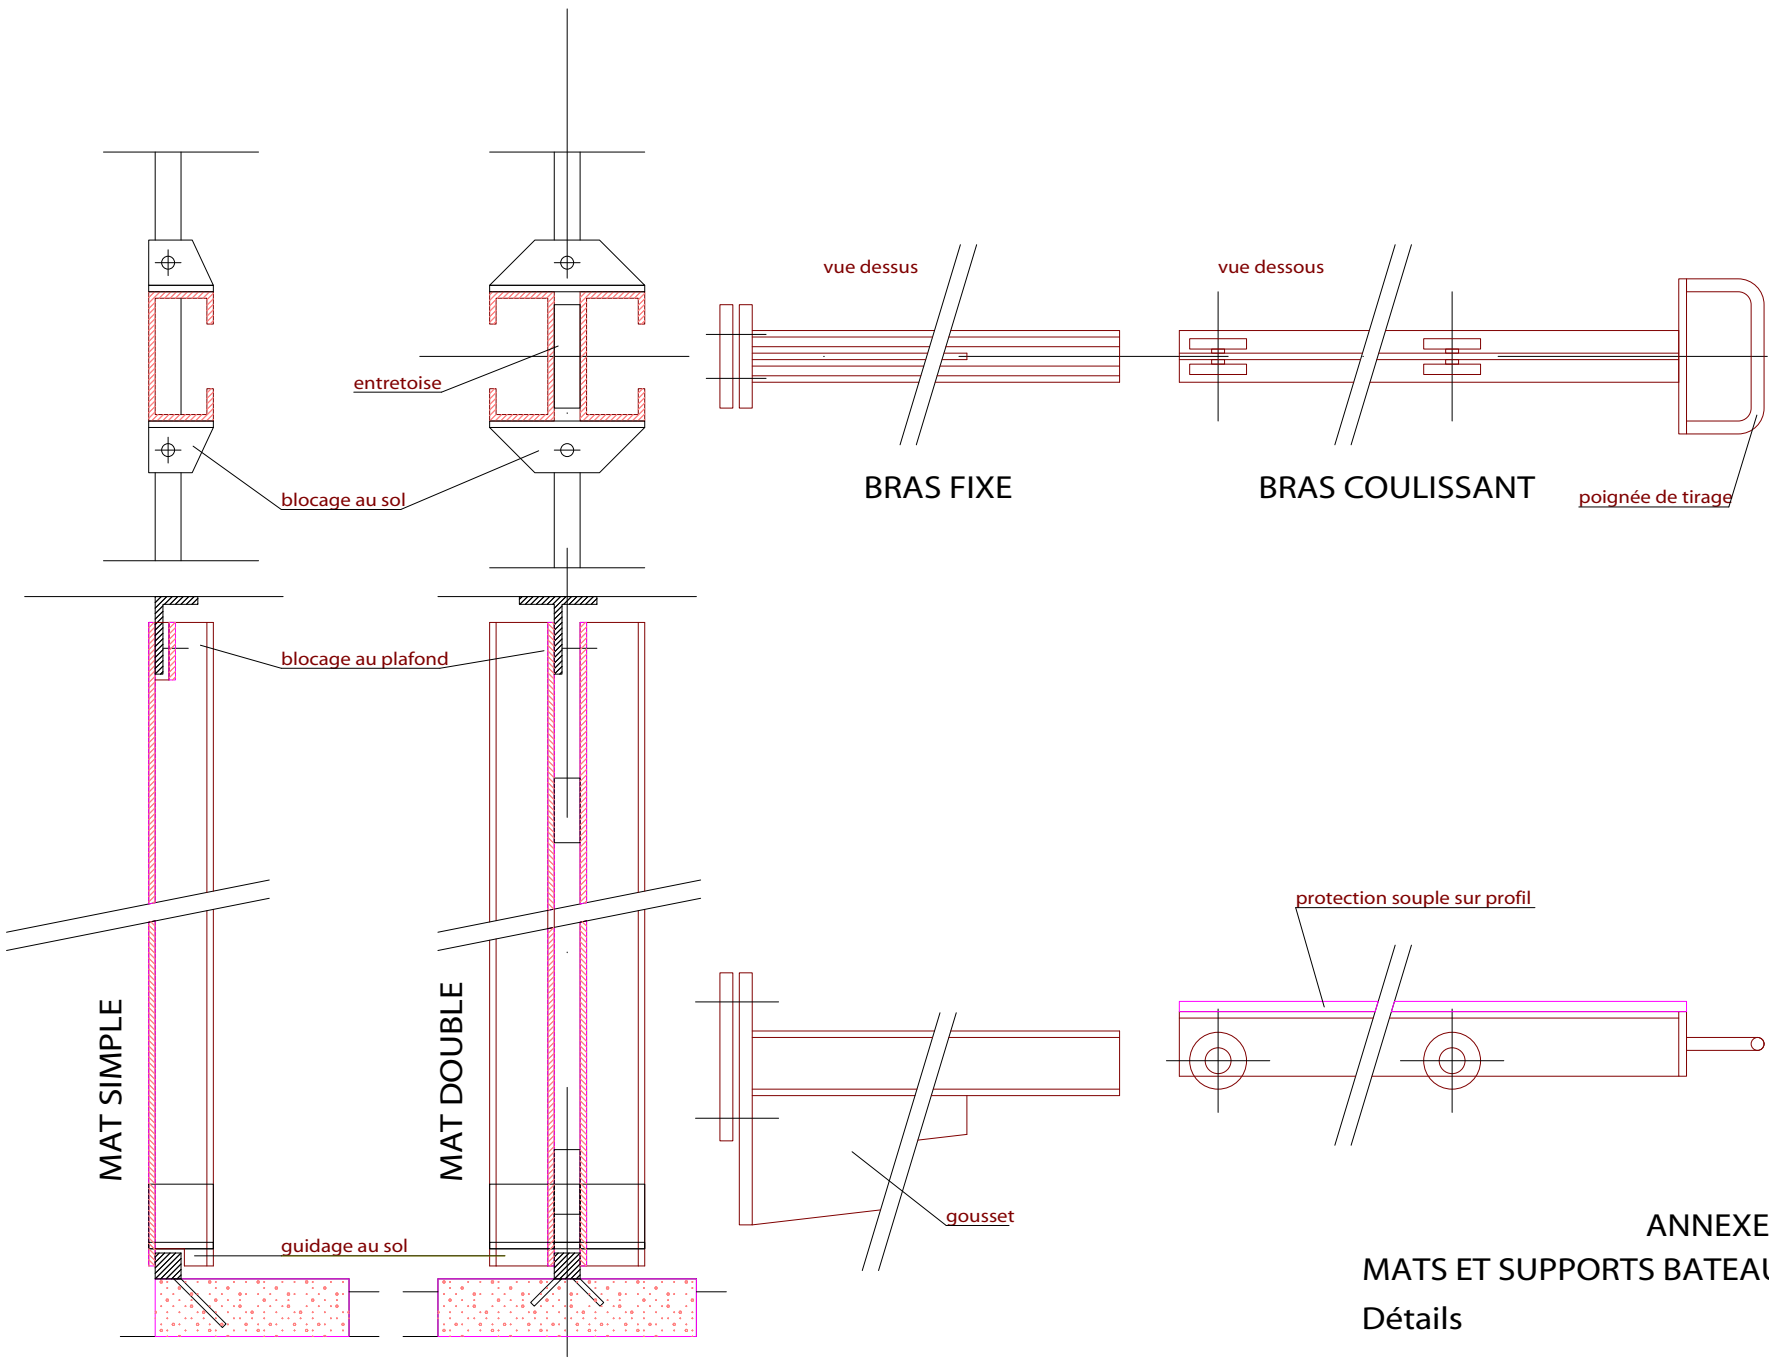 vue dessus
vue dessous
entretoise
BRAS FIXE
BRAS COULISSANT
blocage au sol
poignée de tirage
blocage au plafond
protection souple sur profil
MAT SIMPLE
MAT DOUBLE
gousset
guidage au sol
ANNEXE
MATS ET SUPPORTS BATEAU
Détails